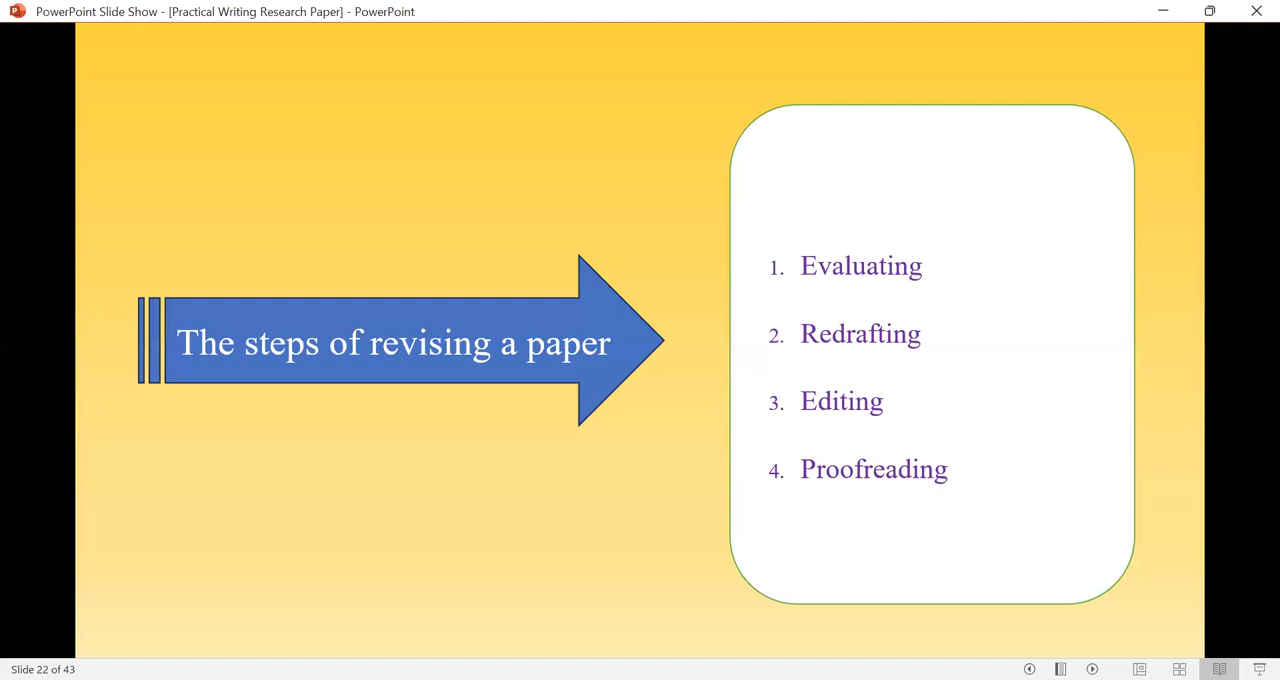 PowerPoint Slide Show - [Practical Writing Research Paper] - PowerPoint
The steps of revising a paper
1. Evaluating
2. Redrafting
3. Editing
4. Proofreading
Slide 22 of 43